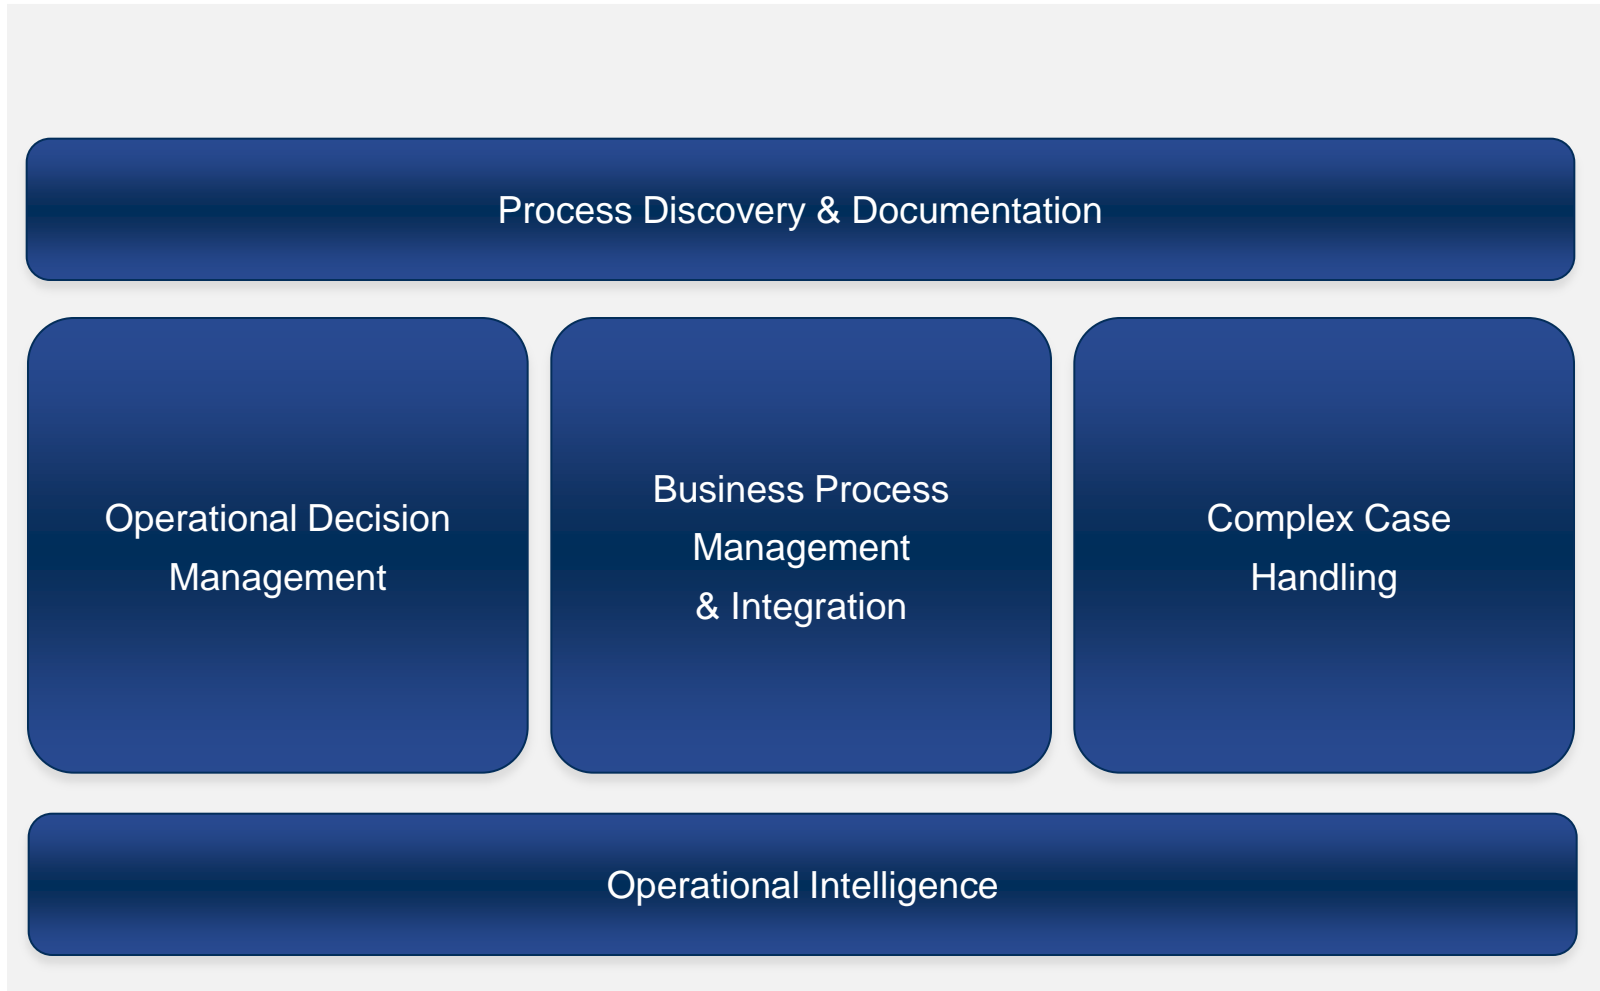 Process Discovery & Documentation
Operational Decision
Management
Business Process
Management
& Integration
Complex Case
Handling
Operational Intelligence